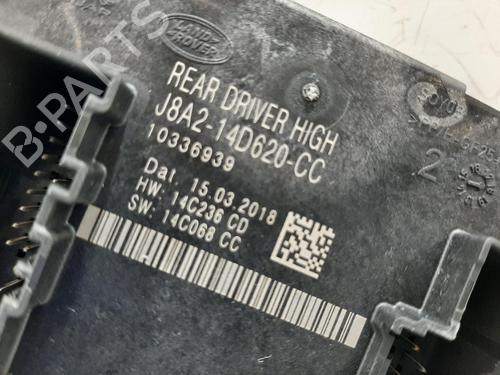 LAND
ROVER
REAR DRIVER HIGH
J8A2-14D620-CC
10336939
Dat. 15.03.2018
HW: 14C236 CD
SW: 14C068 CC
2
B-PARTS